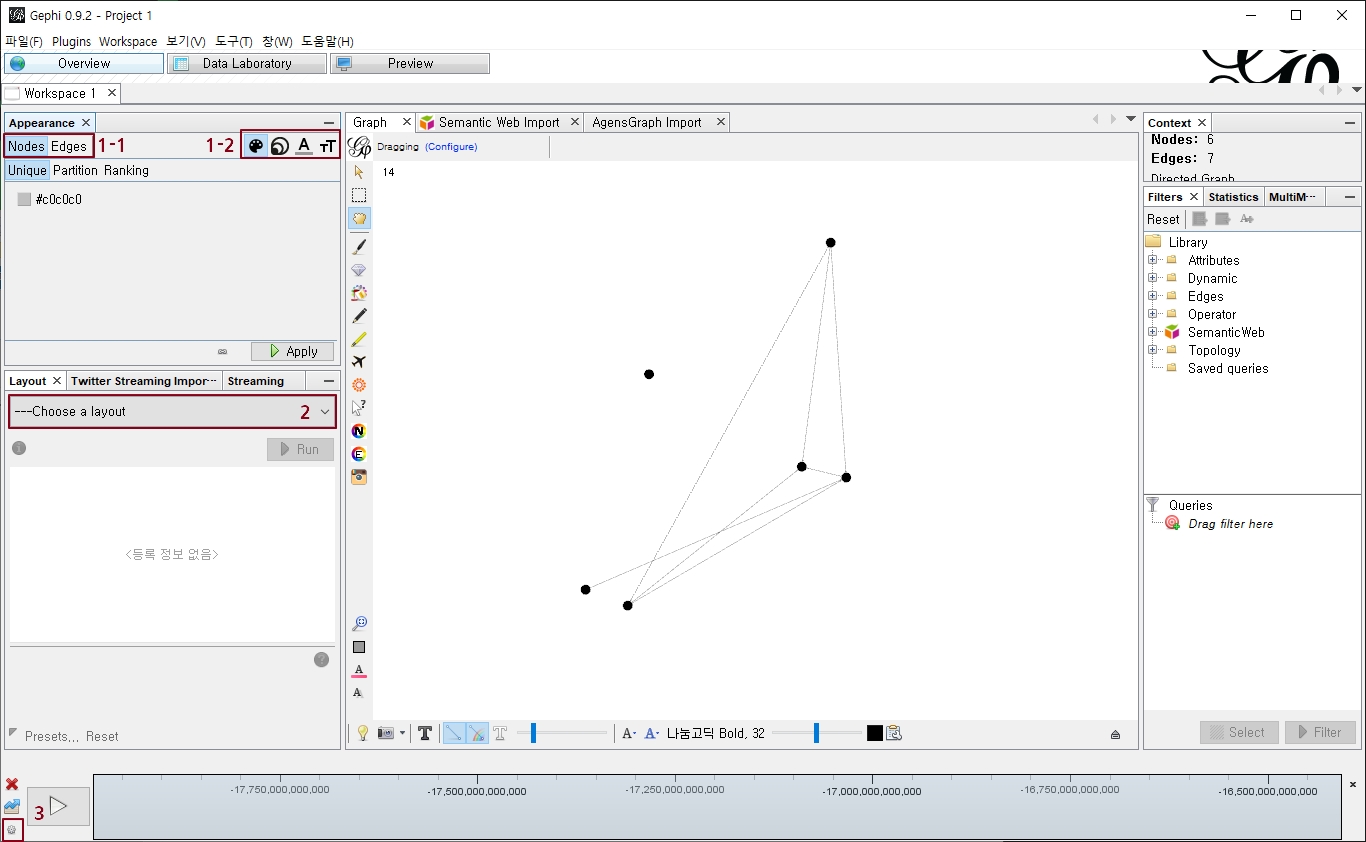 Gephi 0.9.2 - Project 1
파일(F) Plugins Workspace 보기(V) 도구(T) 창(W) 도움말(H)
Overview Data Laboratory Preview
Workspace 1
Appearance
Nodes Edges 1-1 1-2
Unique Partition Ranking
#c0c0c0
Apply
Layout Twitter Streaming Impor··· Streaming
---Choose a layout 2
Run
<등록 정보 없음>
Presets... Reset
Graph Semantic Web Import AgensGraph Import
Dragging (Configure)
14
나눔고딕 Bold, 32
Context
Nodes: 6
Edges: 7
Directed Graph
Filters Statistics MultiM···
Reset
Library
Attributes
Dynamic
Edges
Operator
SemanticWeb
Topology
Saved queries
Queries
Drag filter here
Select Filter
3
-17,750,000,000,000 -17,500,000,000,000 -17,250,000,000,000 -17,000,000,000,000 -16,750,000,000,000 -16,500,000,000,000